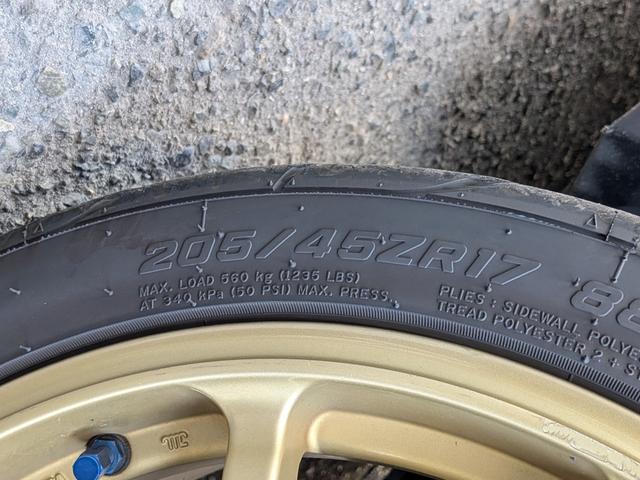 205/45ZR17 88
MAX. LOAD 560 kg (1235 LBS)
AT 340 kPa (50 PSI) MAX. PRESS.
PLIES : SIDEWALL
TREAD POLYESTER 2 +